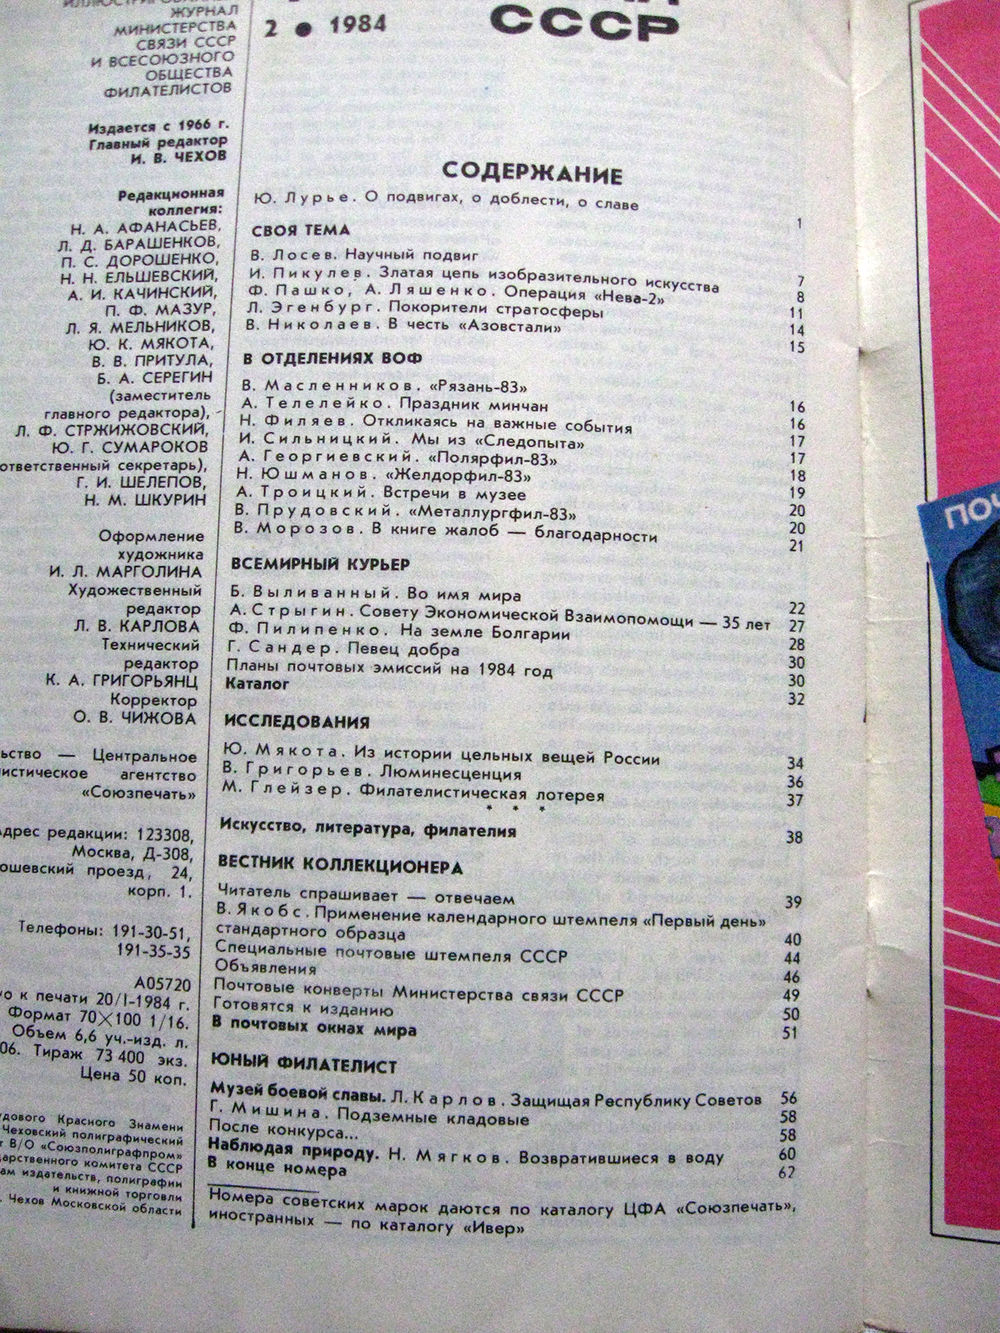 ЖУРНАЛ
МИНИСТЕРСТВА
СВЯЗИ СССР
И ВСЕСОЮЗНОГО
ОБЩЕСТВА
ФИЛАТЕЛИСТОВ
Издается с 1966 г.
Главный редактор
И. В. ЧЕХОВ
Редакционная
коллегия:
Н. А. АФАНАСЬЕВ,
Л. Д. БАРАШЕНКОВ,
П. С. ДОРОШЕНКО,
Н. Н. ЕЛЬШЕВСКИЙ,
А. И. КАЧИНСКИЙ,
П. Ф. МАЗУР,
Л. Я. МЕЛЬНИКОВ,
Ю. К. МЯКОТА,
В. В. ПРИТУЛА,
Б. А. СЕРЕГИН
(заместитель
главного редактора),
Л. Ф. СТРЖИЖОВСКИЙ,
Ю. Г. СУМАРОКОВ
ответственный секретарь),
Г. И. ШЕЛЕПОВ,
Н. М. ШКУРИН
Оформление
художника
И. Л. МАРГОЛИНА
Художественный
редактор
Л. В. КАРЛОВА
Технический
редактор
К. А. ГРИГОРЬЯНЦ
Корректор
О. В. ЧИЖОВА
— Центральное
агентство
«Союзпечать»
Адрес редакции: 123308,
Москва, Д-308,
проезд, 24,
корп. 1.
Телефоны: 191-30-51,
191-35-35
А05720
к печати 20/I-1984 г.
Формат 70×100 1/16.
Объем 6,6 уч.-изд. л.
06. Тираж 73 400 экз.
Цена 50 коп.
Красного Знамени
Чеховский полиграфический
В/О «Союзполиграфпром»
комитета СССР
издательств, полиграфии
и книжной торговли
Чехов Московской области
2 ● 1984
СССР
СОДЕРЖАНИЕ
Ю. Лурье. О подвигах, о доблести, о славе 1
СВОЯ ТЕМА
В. Лосев. Научный подвиг 7
И. Пикулев. Златая цепь изобразительного искусства 8
Ф. Пашко, А. Ляшенко. Операция «Нева-2» 11
Л. Эгенбург. Покорители стратосферы 14
В. Николаев. В честь «Азовстали» 15
В ОТДЕЛЕНИЯХ ВОФ
В. Масленников. «Рязань-83» 16
А. Телелейко. Праздник минчан 16
Н. Филяев. Откликаясь на важные события 17
И. Сильницкий. Мы из «Следопыта» 17
А. Георгиевский. «Полярфил-83» 18
Н. Юшманов. «Желдорфил-83» 19
А. Троицкий. Встречи в музее 20
В. Прудовский. «Металлургфил-83» 20
В. Морозов. В книге жалоб — благодарности 21
ВСЕМИРНЫЙ КУРЬЕР
Б. Выливанный. Во имя мира 22
А. Стрыгин. Совету Экономической Взаимопомощи — 35 лет 27
Ф. Пилипенко. На земле Болгарии 28
Г. Сандер. Певец добра 30
Планы почтовых эмиссий на 1984 год 30
Каталог 32
ИССЛЕДОВАНИЯ
Ю. Мякота. Из истории цельных вещей России 34
В. Григорьев. Люминесценция 36
М. Глейзер. Филателистическая лотерея 37
* * *
Искусство, литература, филателия 38
ВЕСТНИК КОЛЛЕКЦИОНЕРА
Читатель спрашивает — отвечаем 39
В. Якобс. Применение календарного штемпеля «Первый день»
стандартного образца 40
Специальные почтовые штемпеля СССР 44
Объявления 46
Почтовые конверты Министерства связи СССР 49
Готовятся к изданию 50
В почтовых окнах мира 51
ЮНЫЙ ФИЛАТЕЛИСТ
Музей боевой славы. Л. Карлов. Защищая Республику Советов 56
Г. Мишина. Подземные кладовые 58
После конкурса... 58
Наблюдая природу. Н. Мягков. Возвратившиеся в воду 60
В конце номера 62
Номера советских марок даются по каталогу ЦФА «Союзпечать»,
иностранных — по каталогу «Ивер»